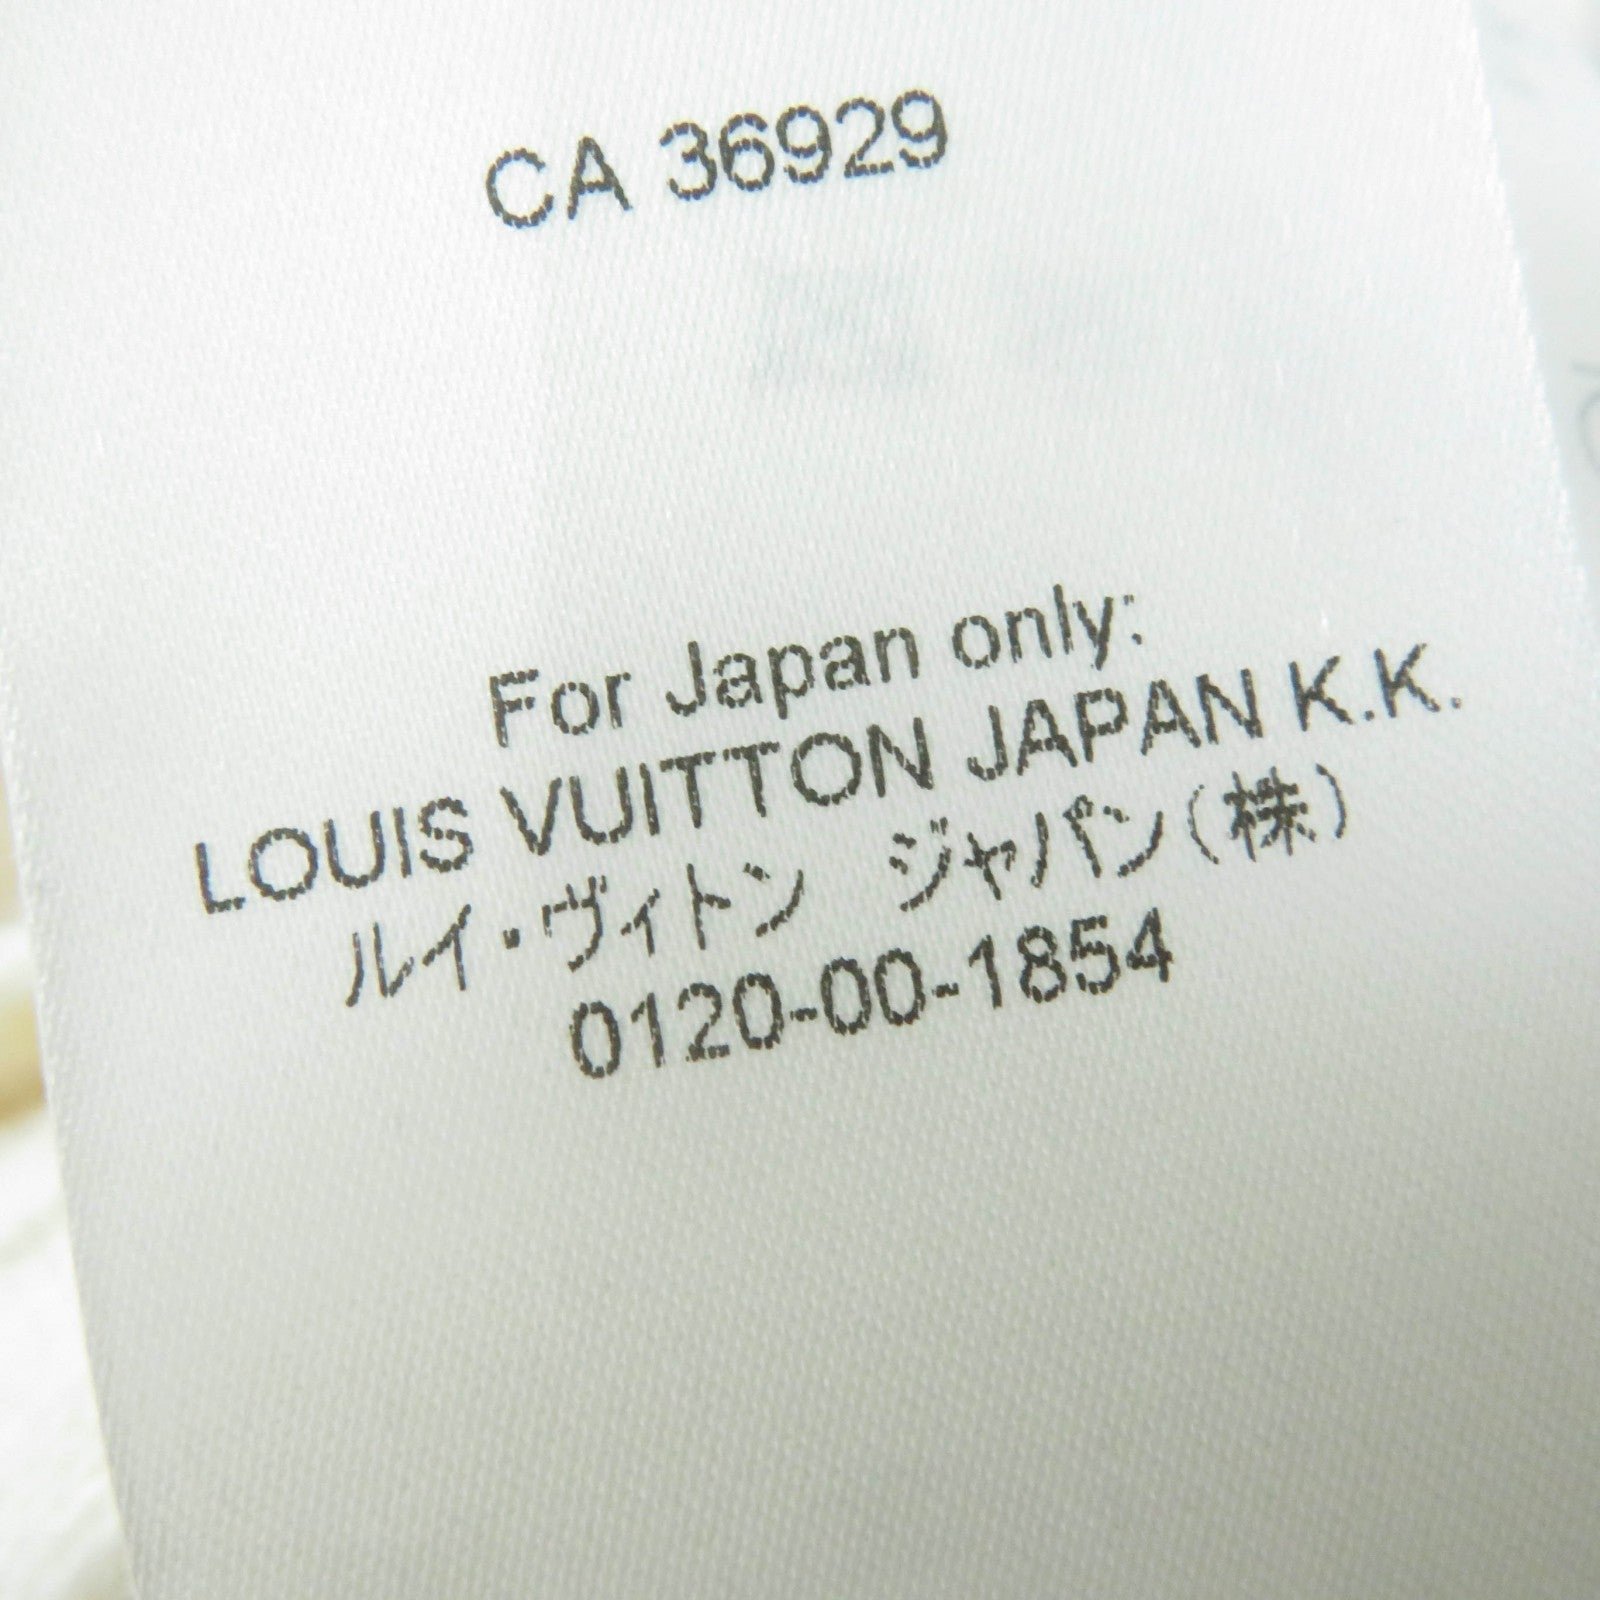 CA 36929
For Japan only:
LOUIS VUITTON JAPAN K.K.
ルイ・ヴィトン ジャパン(株)
0120-00-1854